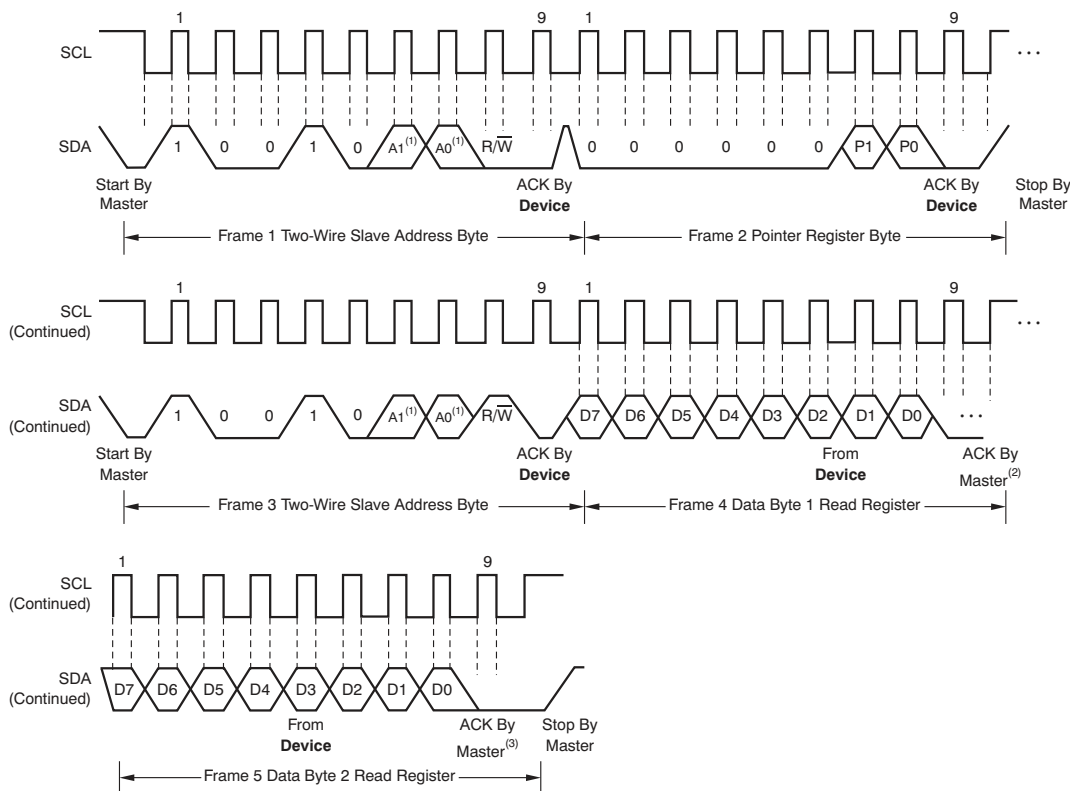 1 9 1 9
SCL ...
SDA 1 0 0 1 0 A1(1) A0(1) R/W 0 0 0 0 0 0 P1 P0
Start By Master ACK By Device ACK By Device Stop By Master
Frame 1 Two-Wire Slave Address Byte Frame 2 Pointer Register Byte
1 9 1 9
SCL (Continued) ...
SDA (Continued) 1 0 0 1 0 A1(1) A0(1) R/W D7 D6 D5 D4 D3 D2 D1 D0 ...
Start By Master ACK By Device From Device ACK By Master(2)
Frame 3 Two-Wire Slave Address Byte Frame 4 Data Byte 1 Read Register
1 9
SCL (Continued)
SDA (Continued) D7 D6 D5 D4 D3 D2 D1 D0
From Device ACK By Master(3) Stop By Master
Frame 5 Data Byte 2 Read Register